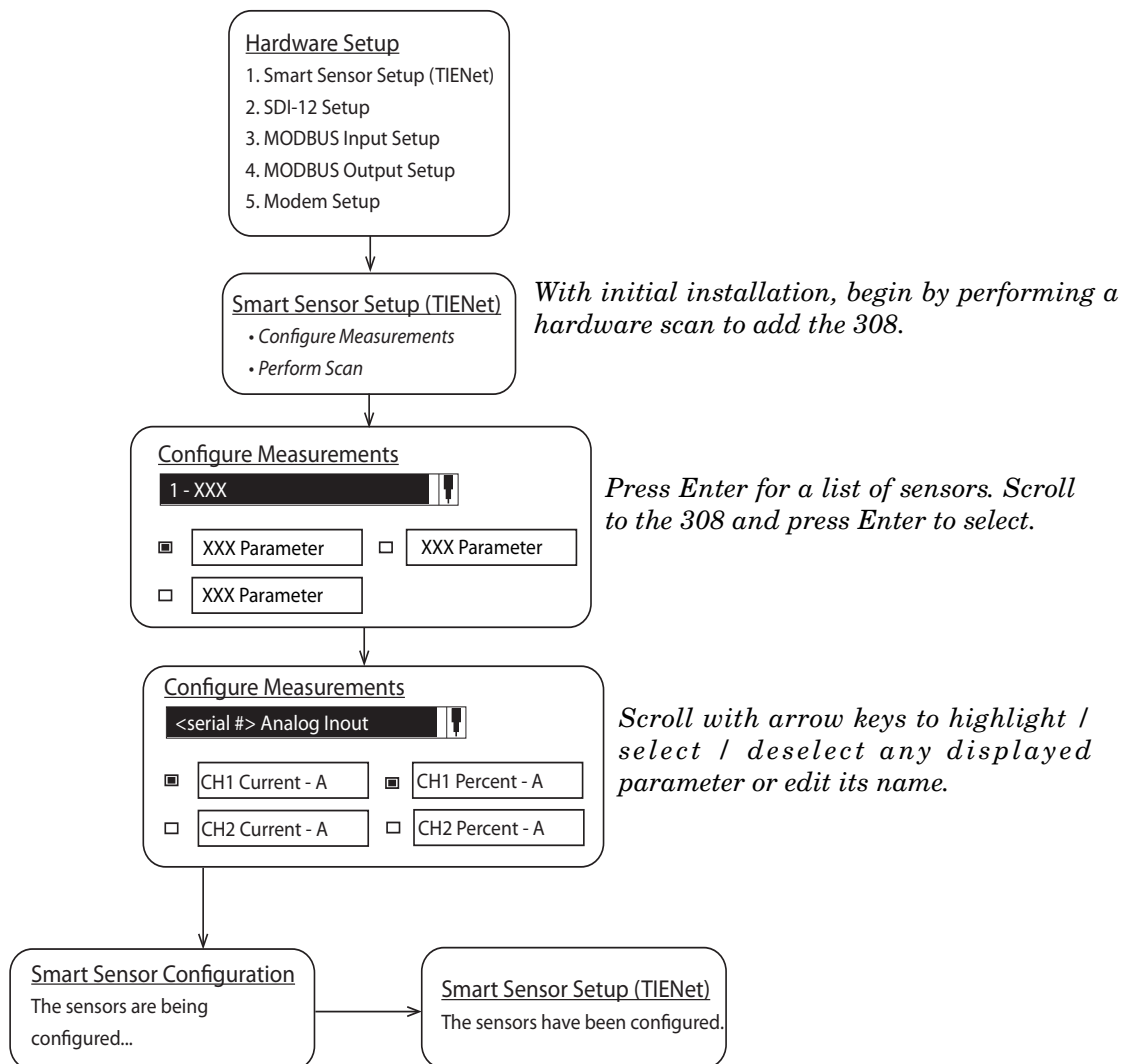 Hardware Setup
1. Smart Sensor Setup (TIENet)
2. SDI-12 Setup
3. MODBUS Input Setup
4. MODBUS Output Setup
5. Modem Setup
Smart Sensor Setup (TIENet)
• Configure Measurements
• Perform Scan
With initial installation, begin by performing a
hardware scan to add the 308.
Configure Measurements
1 - XXX
XXX Parameter
XXX Parameter
XXX Parameter
Press Enter for a list of sensors. Scroll
to the 308 and press Enter to select.
Configure Measurements
<serial #> Analog Inout
CH1 Current - A
CH1 Percent - A
CH2 Current - A
CH2 Percent - A
Scroll with arrow keys to highlight /
select / deselect any displayed
parameter or edit its name.
Smart Sensor Configuration
The sensors are being
configured...
Smart Sensor Setup (TIENet)
The sensors have been configured.